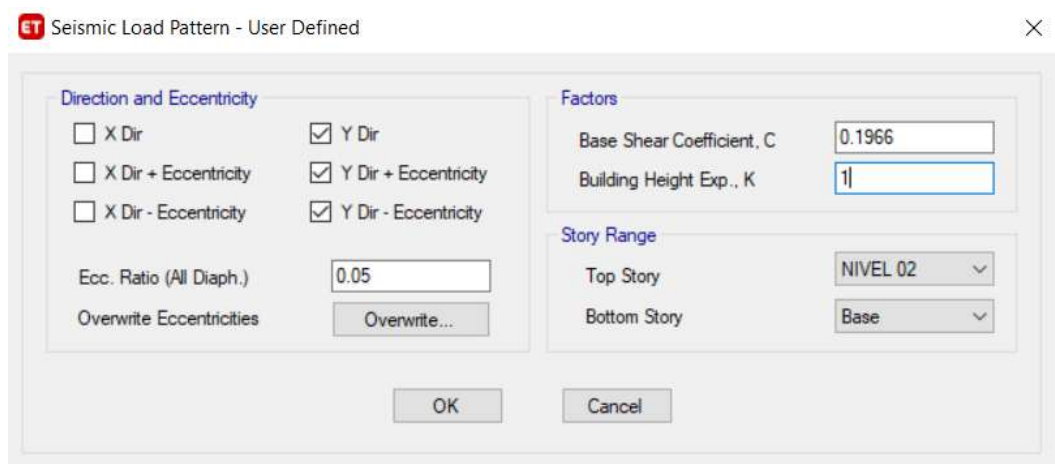 ET Seismic Load Pattern - User Defined
Direction and Eccentricity
X Dir
Y Dir
X Dir + Eccentricity
Y Dir + Eccentricity
X Dir - Eccentricity
Y Dir - Eccentricity
Ecc. Ratio (All Diaph.) 0.05
Overwrite Eccentricities Overwrite...
Factors
Base Shear Coefficient, C 0.1966
Building Height Exp., K 1
Story Range
Top Story NIVEL 02
Bottom Story Base
OK
Cancel